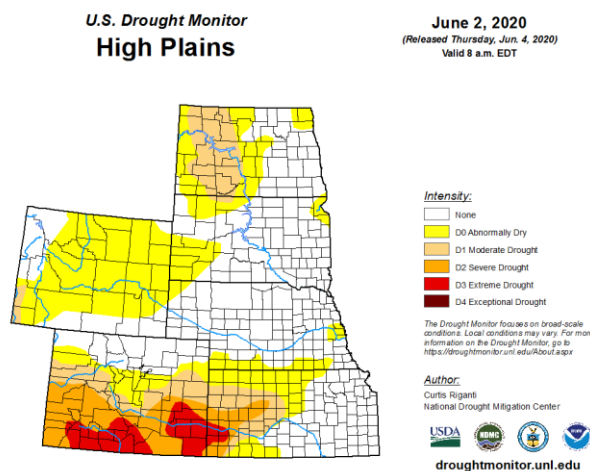 U.S. Drought Monitor
High Plains
June 2, 2020
(Released Thursday, Jun. 4, 2020)
Valid 8 a.m. EDT
Intensity:
None
D0 Abnormally Dry
D1 Moderate Drought
D2 Severe Drought
D3 Extreme Drought
D4 Exceptional Drought
The Drought Monitor focuses on broad-scale
conditions. Local conditions may vary. For more
information on the Drought Monitor, go to
https://droughtmonitor.unl.edu/About.aspx
Author:
Curtis Riganti
National Drought Mitigation Center
USDA
NDMC
droughtmonitor.unl.edu